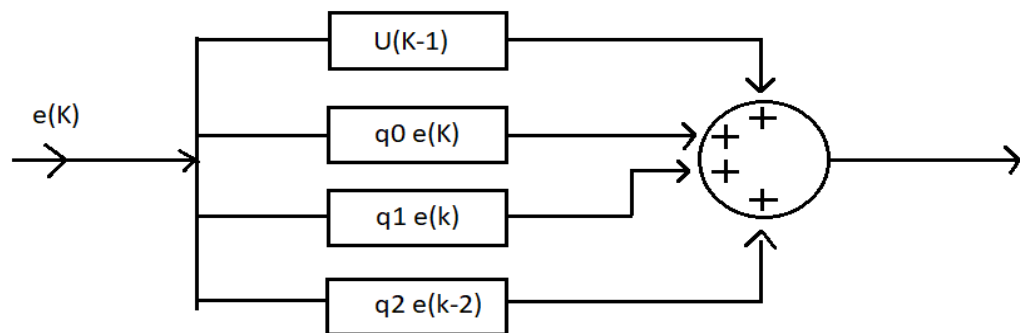 U(K-1)
e(K)
q0 e(K)
q1 e(k)
q2 e(k-2)
+
+
+
+